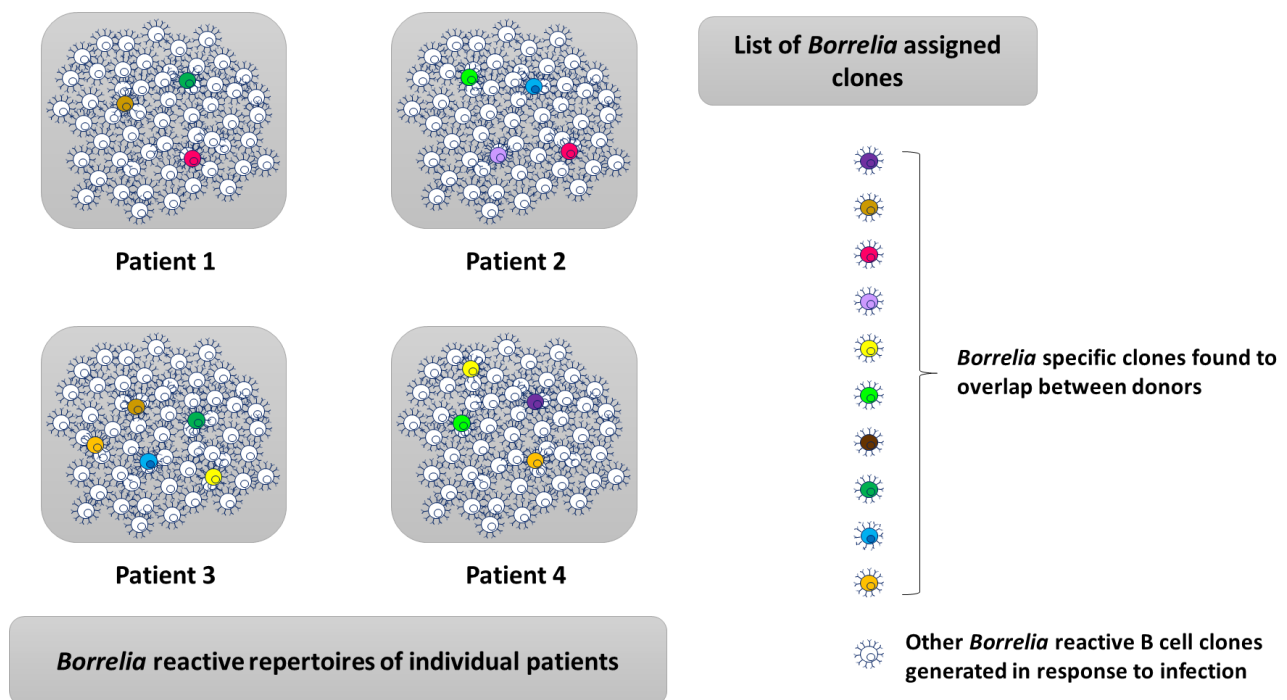 Patient 1
Patient 2
Patient 3
Patient 4
Borrelia reactive repertoires of individual patients
List of Borrelia assigned
clones
Borrelia specific clones found to
overlap between donors
Other Borrelia reactive B cell clones
generated in response to infection